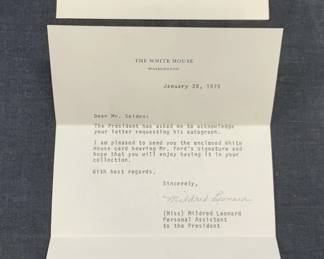 THE WHITE HOUSE
WASHINGTON
January 28, 1975
Dear Mr. Seiden:
The President has asked me to acknowledge
your letter requesting his autograph.
I am pleased to send you the enclosed White
House card bearing Mr. Ford's signature and
hope that you will enjoy having it in your
collection.
With best regards,
Sincerely,
Mildred Leonard
(Miss) Mildred Leonard
Personal Assistant
to the President